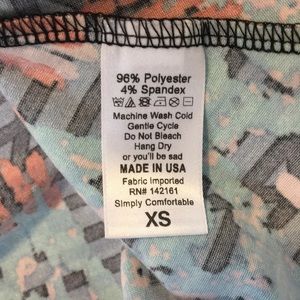 96% Polyester
4% Spandex
Machine Wash Cold
Gentle Cycle
Do Not Bleach
Hang Dry
or you'll be sad
MADE IN USA
Fabric Imported
RN# 142161
Simply Comfortable
XS